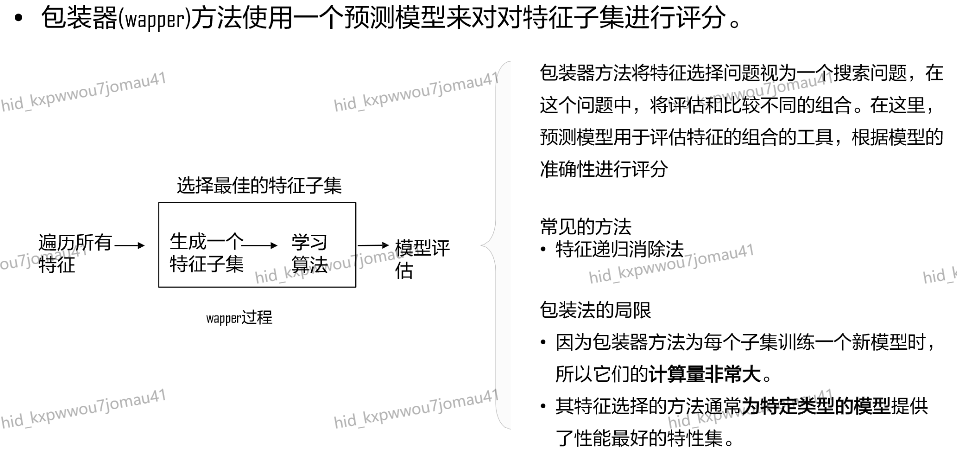 • 包装器(wapper)方法使用一个预测模型来对对特征子集进行评分。
选择最佳的特征子集
遍历所有
特征
生成一个
特征子集
学习
算法
模型评
估
wapper过程
包装器方法将特征选择问题视为一个搜索问题，在
这个问题中，将评估和比较不同的组合。在这里，
预测模型用于评估特征的组合的工具，根据模型的
准确性进行评分
常见的方法
• 特征递归消除法
包装法的局限
• 因为包装器方法为每个子集训练一个新模型时，
所以它们的计算量非常大。
• 其特征选择的方法通常为特定类型的模型提供
了性能最好的特性集。
hid_kxpwwou7jomau41
hid_kxpwwou7jomau41
hid_kxpwwou7jomau41
ou7jomau41
hid_kxpwwou7jomau41
hid_kxpwwou7jomau41
hid_k
hid_kxpwwou7jomau41
hid_kxpwwou7jomau41
hid_kxpwwou7jomau41